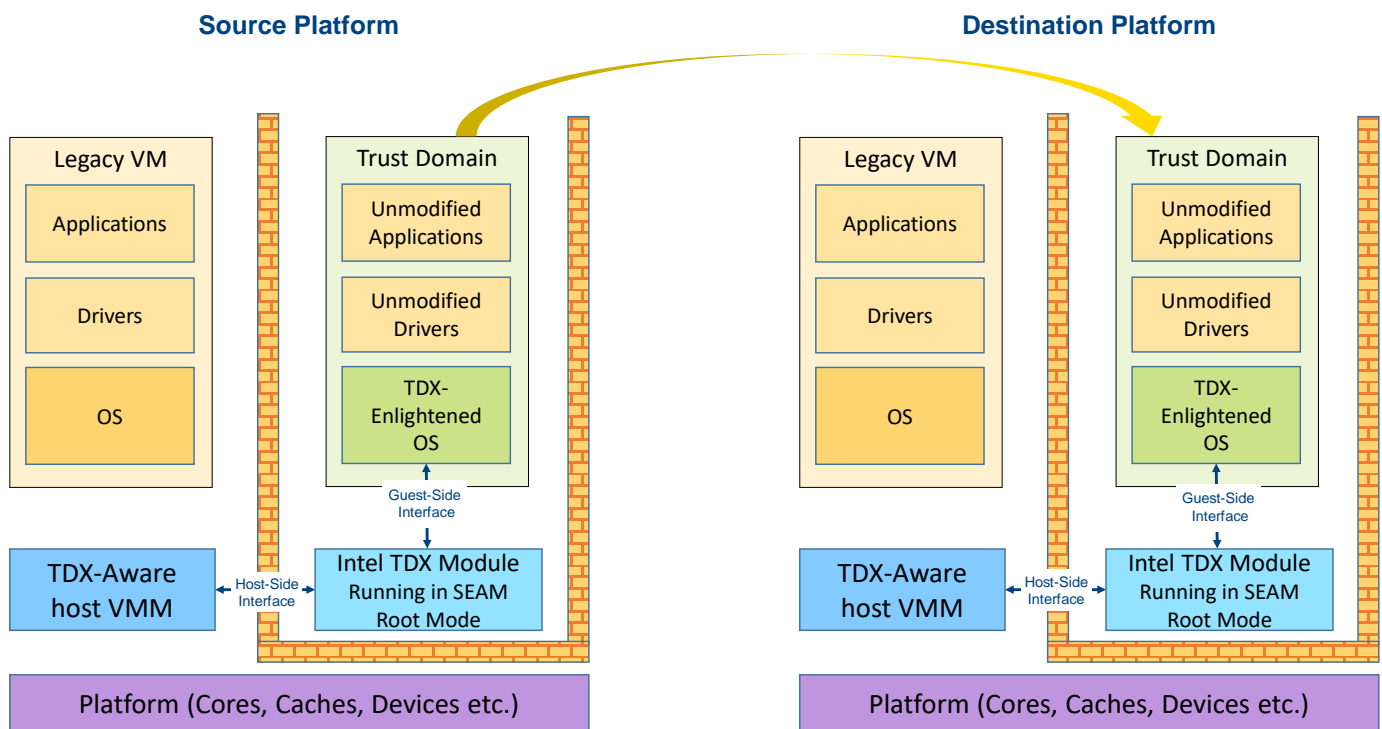 Source Platform
Legacy VM
Applications
Drivers
OS
Trust Domain
Unmodified
Applications
Unmodified
Drivers
TDX-
Enlightened
OS
Guest-Side
Interface
TDX-Aware
host VMM
Host-Side
Interface
Intel TDX Module
Running in SEAM
Root Mode
Platform (Cores, Caches, Devices etc.)
Destination Platform
Legacy VM
Applications
Drivers
OS
Trust Domain
Unmodified
Applications
Unmodified
Drivers
TDX-
Enlightened
OS
Guest-Side
Interface
TDX-Aware
host VMM
Host-Side
Interface
Intel TDX Module
Running in SEAM
Root Mode
Platform (Cores, Caches, Devices etc.)